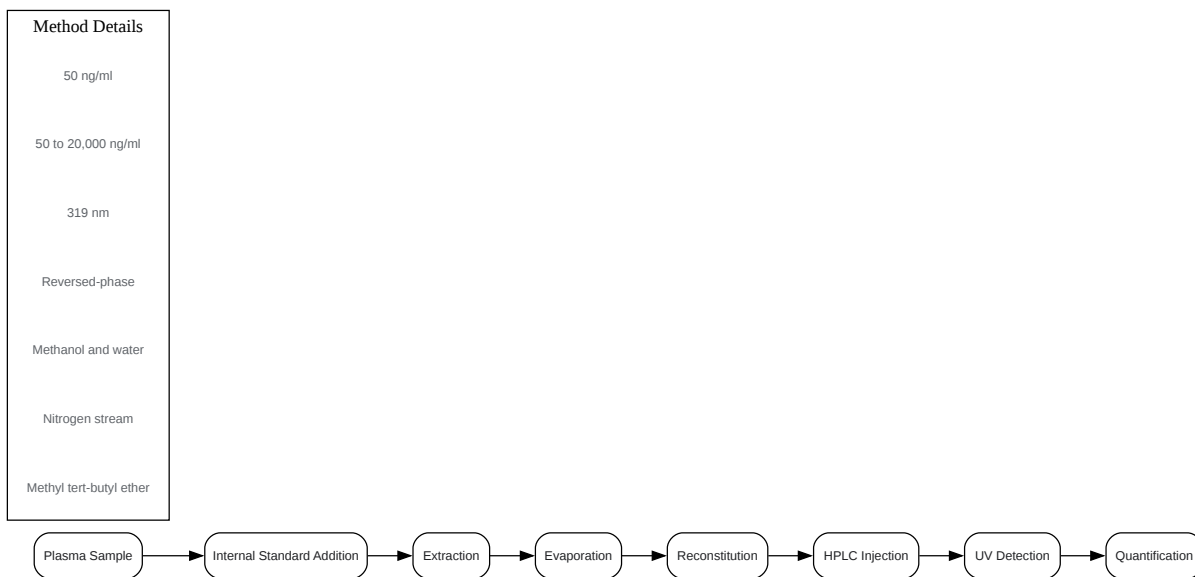 Method Details
50 ng/ml
50 to 20,000 ng/ml
319 nm
Reversed-phase
Methanol and water
Nitrogen stream
Methyl tert-butyl ether
Plasma Sample
Internal Standard Addition
Extraction
Evaporation
Reconstitution
HPLC Injection
UV Detection
Quantification